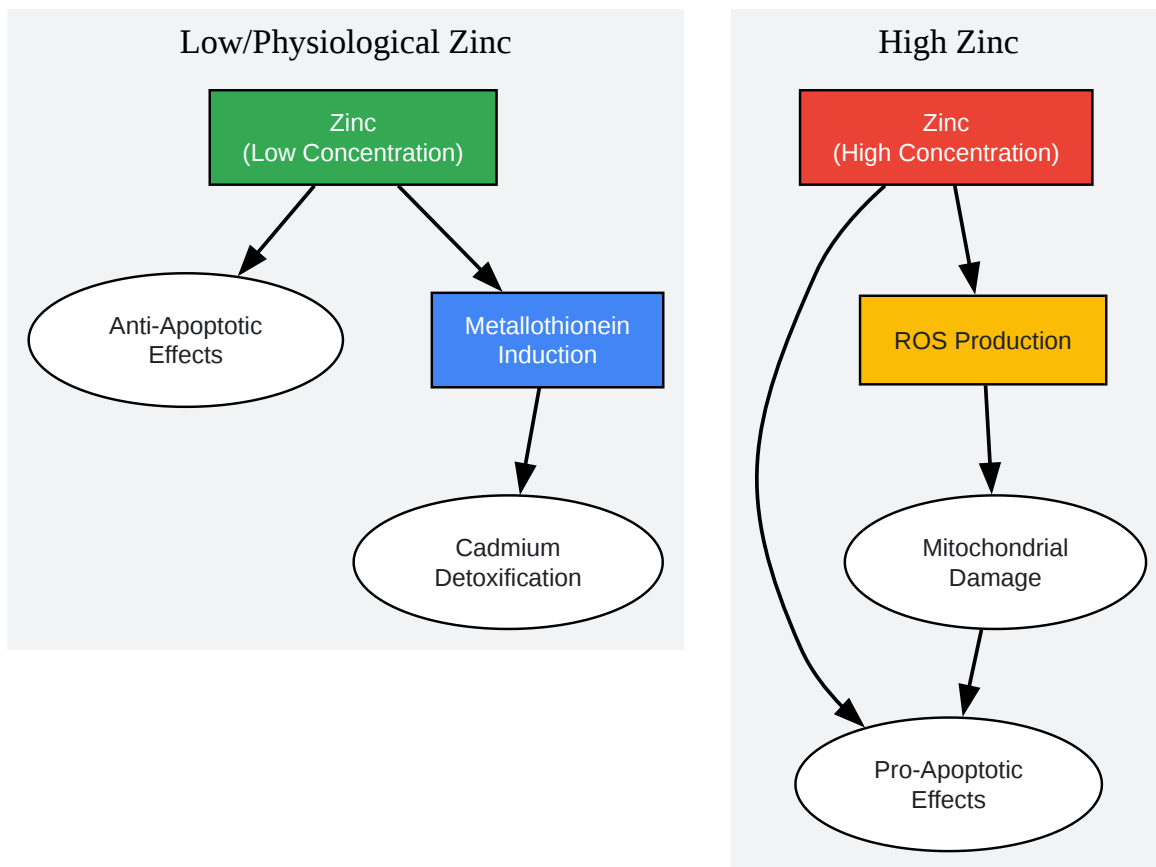 Low/Physiological Zinc
Zinc
(Low Concentration)
Anti-Apoptotic
Effects
Metallothionein
Induction
Cadmium
Detoxification
High Zinc
Zinc
(High Concentration)
ROS Production
Mitochondrial
Damage
Pro-Apoptotic
Effects